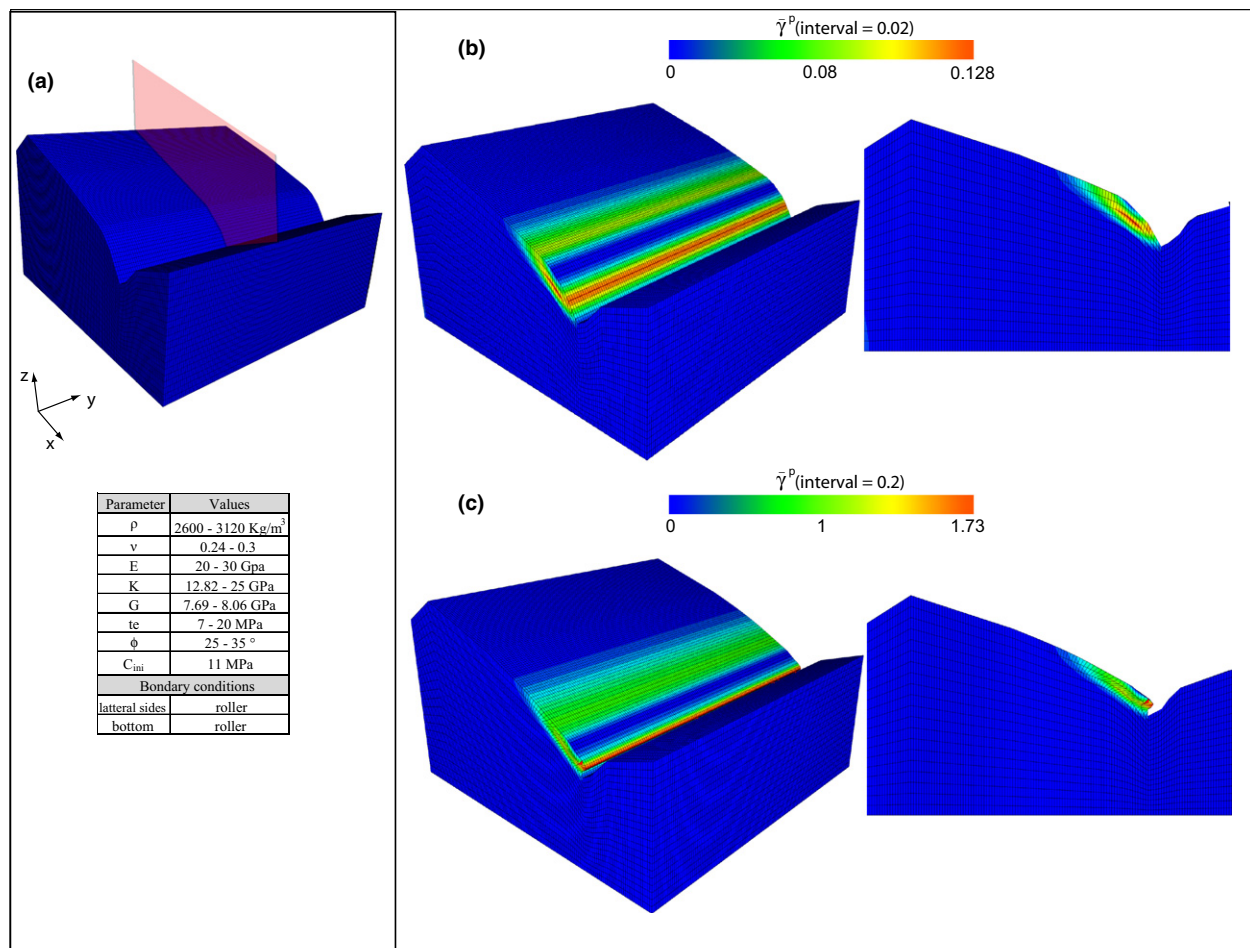 (a)
z
y
x
Parameter Values
ρ 2600 - 3120 Kg/m³
ν 0.24 - 0.3
E 20 - 30 Gpa
K 12.82 - 25 GPa
G 7.69 - 8.06 GPa
te 7 - 20 MPa
ϕ 25 - 35 °
C_ini 11 MPa
Bondary conditions
latteral sides roller
bottom roller
(b)
γ̄ᵖ(interval = 0.02)
0 0.08 0.128
(c)
γ̄ᵖ(interval = 0.2)
0 1 1.73